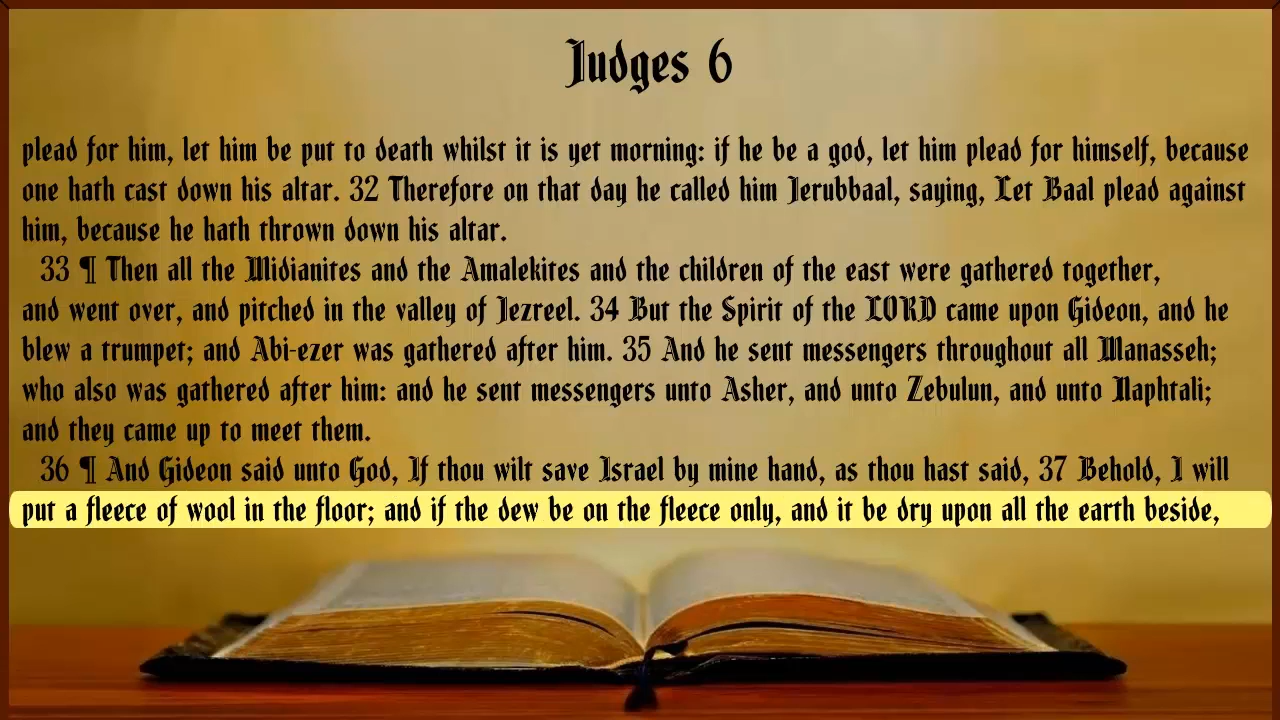 Judges 6
plead for him, let him be put to death whilst it is yet morning: if he be a god, let him plead for himself, because
one hath cast down his altar. 32 Therefore on that day he called him Jerubbaal, saying, Let Baal plead against
him, because he hath thrown down his altar.
33 ¶ Then all the Midianites and the Amalekites and the children of the east were gathered together,
and went over, and pitched in the valley of Jezreel. 34 But the Spirit of the LORD came upon Gideon, and he
blew a trumpet; and Abi-ezer was gathered after him. 35 And he sent messengers throughout all Manasseh;
who also was gathered after him: and he sent messengers unto Asher, and unto Zebulun, and unto Naphtali;
and they came up to meet them.
36 ¶ And Gideon said unto God, If thou wilt save Israel by mine hand, as thou hast said, 37 Behold, I will
put a fleece of wool in the floor; and if the dew be on the fleece only, and it be dry upon all the earth beside,